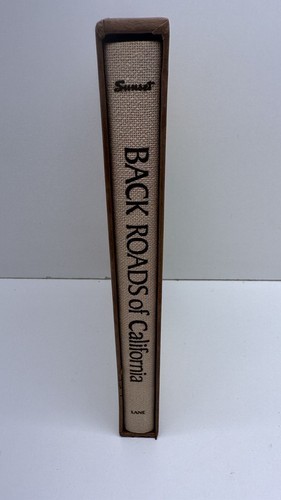 Sunset
BACK ROADS of California
LANE